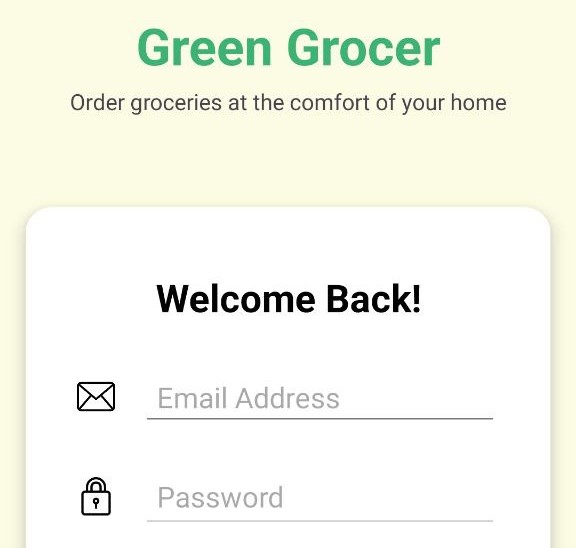 Green Grocer
Order groceries at the comfort of your home
Welcome Back!
Email Address
Password